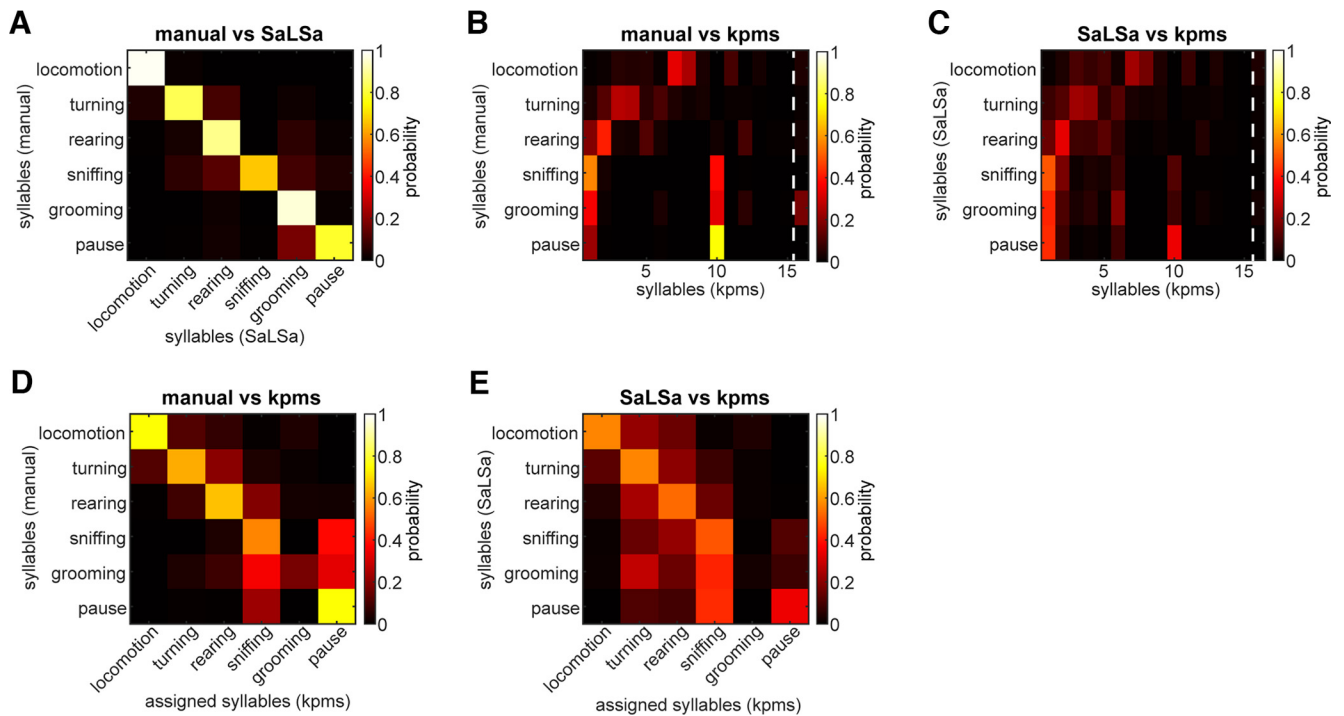 A
manual vs SaLSa
syllables (manual)
locomotion
turning
rearing
sniffing
grooming
pause
locomotion
turning
rearing
sniffing
grooming
pause
syllables (SaLSa)
1
0.8
0.6
0.4
0.2
0
probability
B
manual vs kpms
syllables (manual)
locomotion
turning
rearing
sniffing
grooming
pause
5 10 15
syllables (kpms)
1
0.8
0.6
0.4
0.2
0
probability
C
SaLSa vs kpms
syllables (SaLSa)
locomotion
turning
rearing
sniffing
grooming
pause
5 10 15
syllables (kpms)
1
0.8
0.6
0.4
0.2
0
probability
D
manual vs kpms
syllables (manual)
locomotion
turning
rearing
sniffing
grooming
pause
locomotion
turning
rearing
sniffing
grooming
pause
assigned syllables (kpms)
1
0.8
0.6
0.4
0.2
0
probability
E
SaLSa vs kpms
syllables (SaLSa)
locomotion
turning
rearing
sniffing
grooming
pause
locomotion
turning
rearing
sniffing
grooming
pause
assigned syllables (kpms)
1
0.8
0.6
0.4
0.2
0
probability